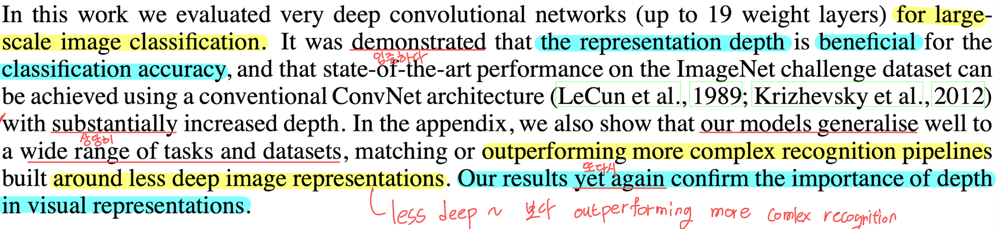 In this work we evaluated very deep convolutional networks (up to 19 weight layers) for large-
scale image classification. It was demonstrated that the representation depth is beneficial for the
입증하다
classification accuracy, and that state-of-the-art performance on the ImageNet challenge dataset can
be achieved using a conventional ConvNet architecture (LeCun et al., 1989; Krizhevsky et al., 2012)
with substantially increased depth. In the appendix, we also show that our models generalise well to
상당히
a wide range of tasks and datasets, matching or outperforming more complex recognition pipelines
또다시
built around less deep image representations. Our results yet again confirm the importance of depth
in visual representations.
less deep ~ 보다 outperforming more comlex recognition